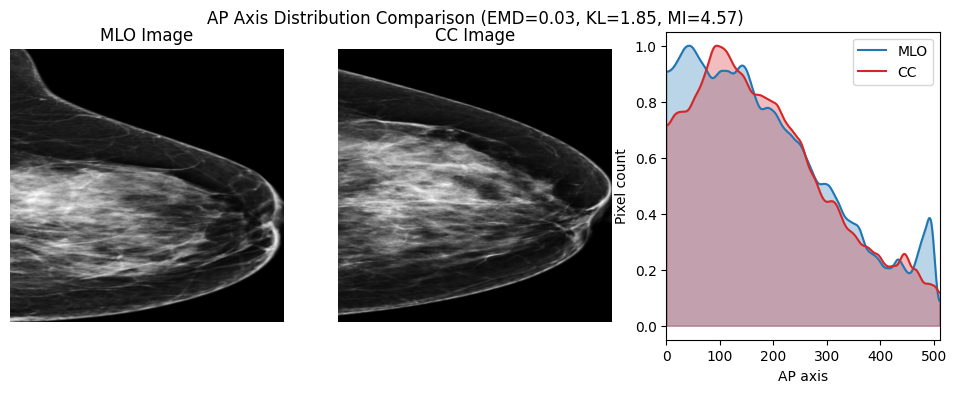 AP Axis Distribution Comparison (EMD=0.03, KL=1.85, MI=4.57)
MLO Image
CC Image
MLO
CC
Pixel count
1.0
0.8
0.6
0.4
0.2
0.0
0 100 200 300 400 500
AP axis